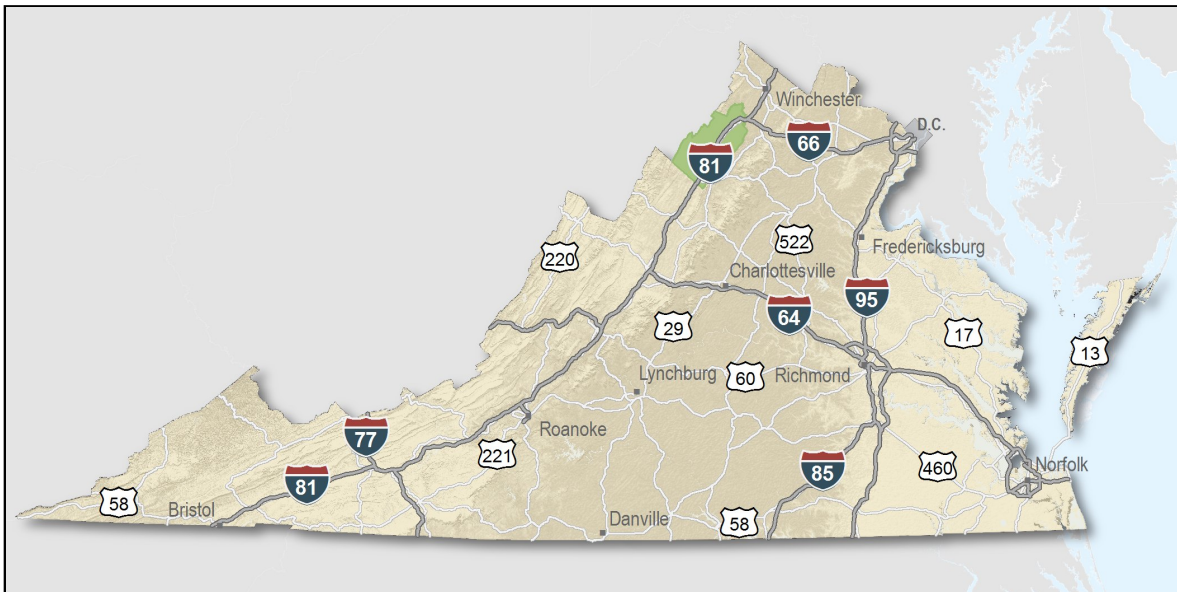 Winchester
D.C.
66
81
522
Fredericksburg
220
Charlottesville
95
64
29
17
13
Lynchburg
60
Richmond
77
Roanoke
221
85
460
Norfolk
81
58
Bristol
Danville
58